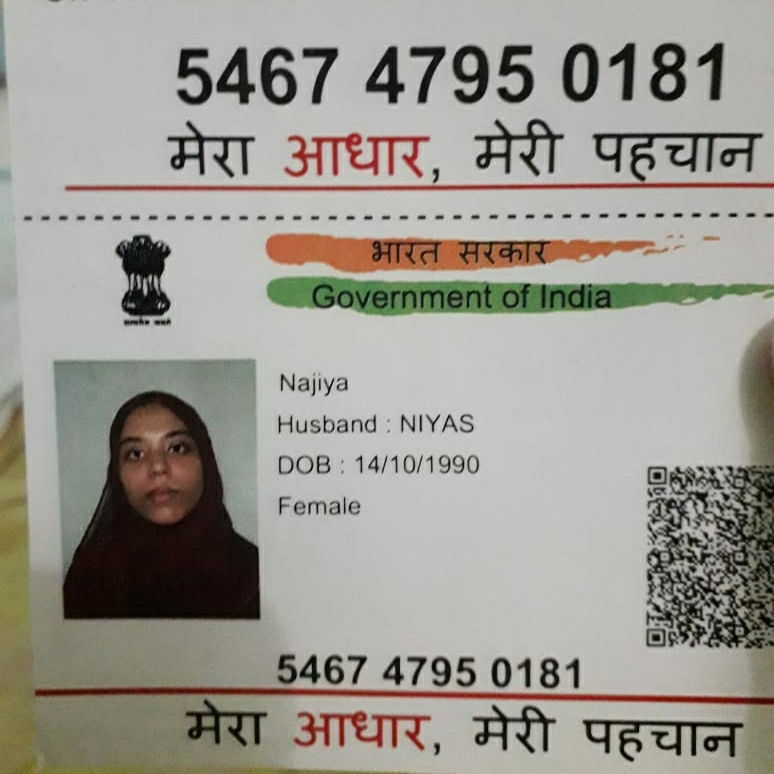 5467 4795 0181
मेरा आधार, मेरी पहचान
भारत सरकार
Government of India
Najiya
Husband : NIYAS
DOB : 14/10/1990
Female
5467 4795 0181
मेरा आधार, मेरी पहचान